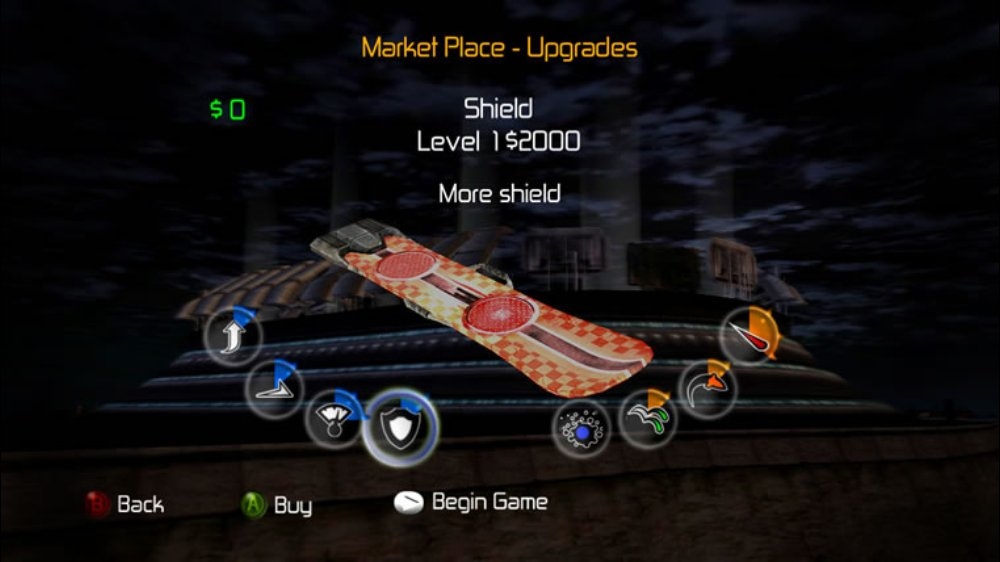 Market Place - Upgrades
$ 0
Shield
Level 1 $2000
More shield
B Back
A Buy
Begin Game